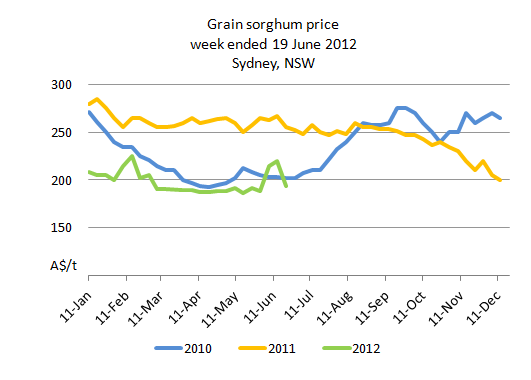 Grain sorghum price
week ended 19 June 2012
Sydney, NSW
300
250
200
150
A$/t
11-Jan
11-Feb
11-Mar
11-Apr
11-May
11-Jun
11-Jul
11-Aug
11-Sep
11-Oct
11-Nov
11-Dec
2010 2011 2012